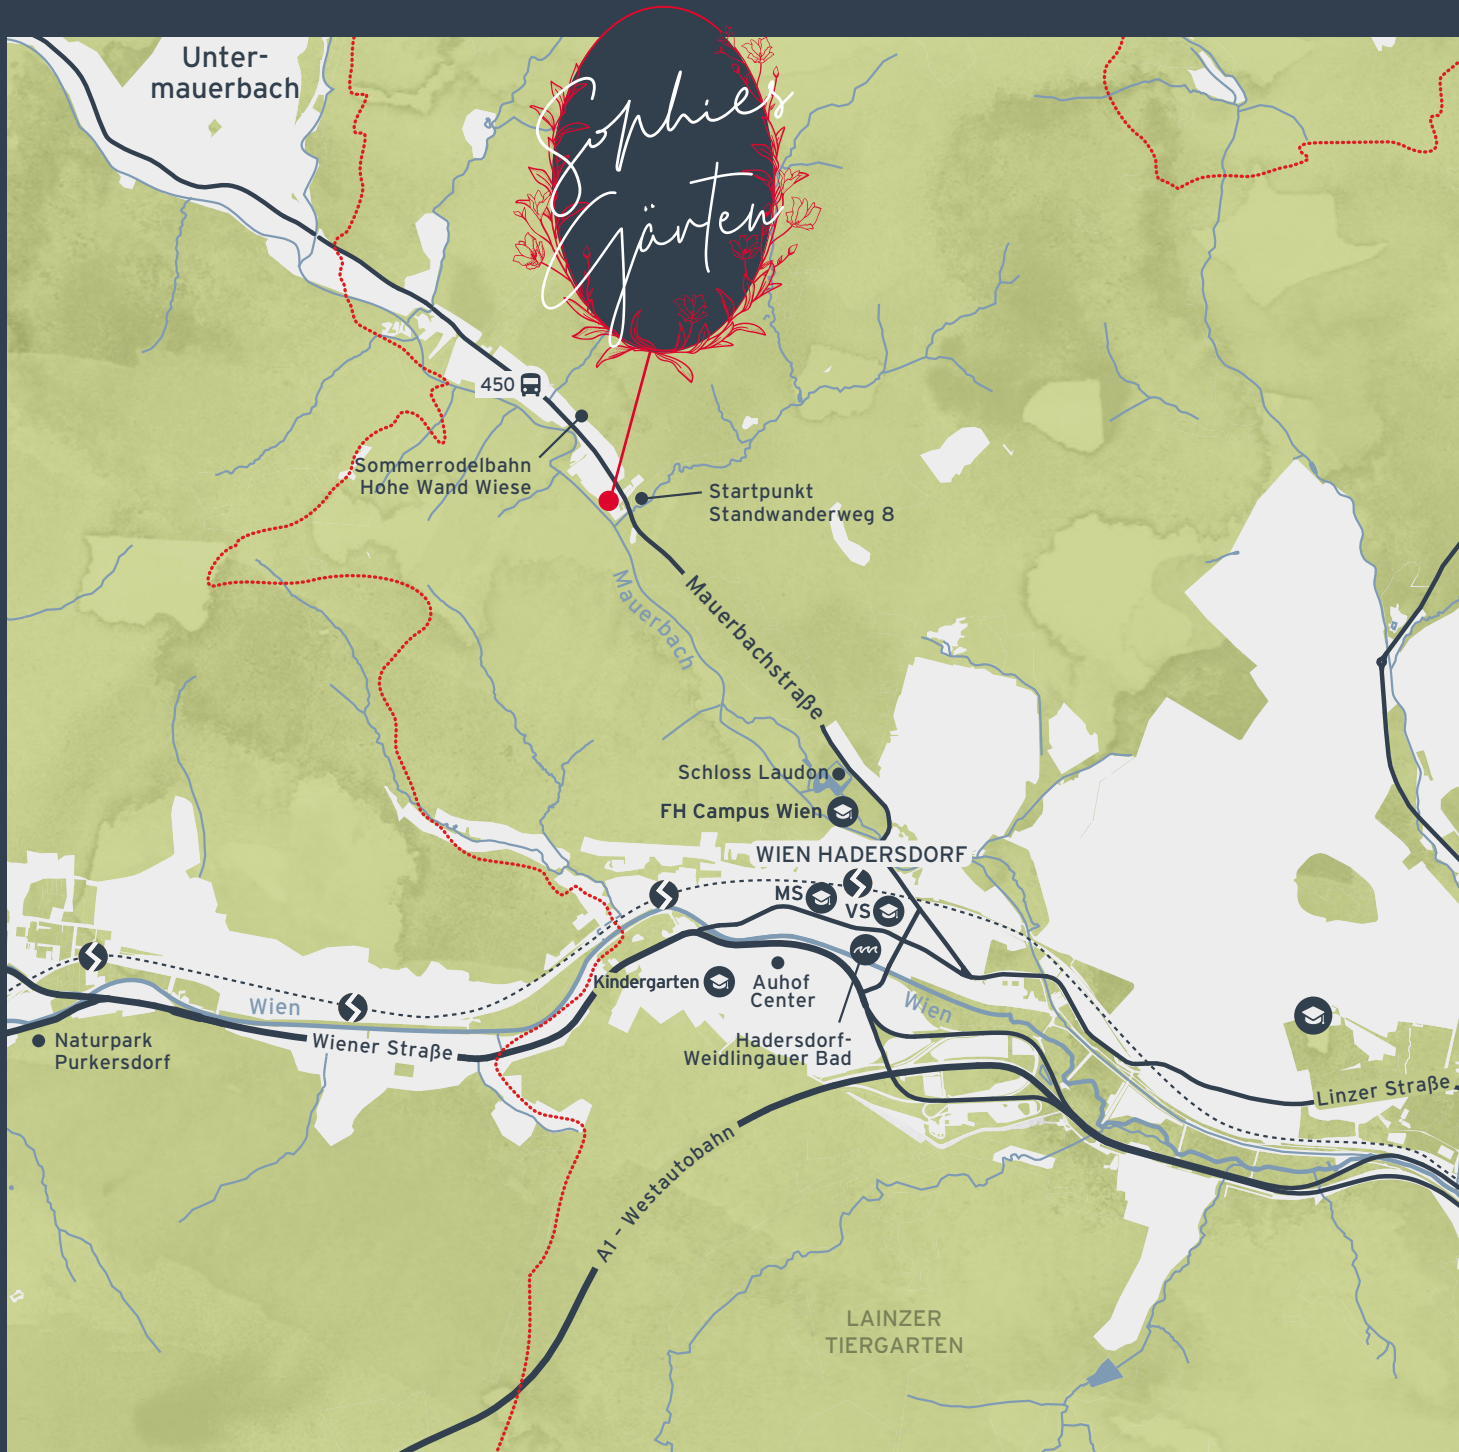 Unter-
mauerbach
Sophies
Gärten
450
Sommerrodelbahn
Hohe Wand Wiese
Startpunkt
Standwanderweg 8
Mauerbach
Mauerbachstraße
Schloss Laudon
FH Campus Wien
WIEN HADERSDORF
MS
VS
Kindergarten
Auhof
Center
Wien
Wien
Hadersdorf-
Weidlingauer Bad
Naturpark
Purkersdorf
Wiener Straße
Linzer Straße
A1 - Westautobahn
LAINZER
TIERGARTEN